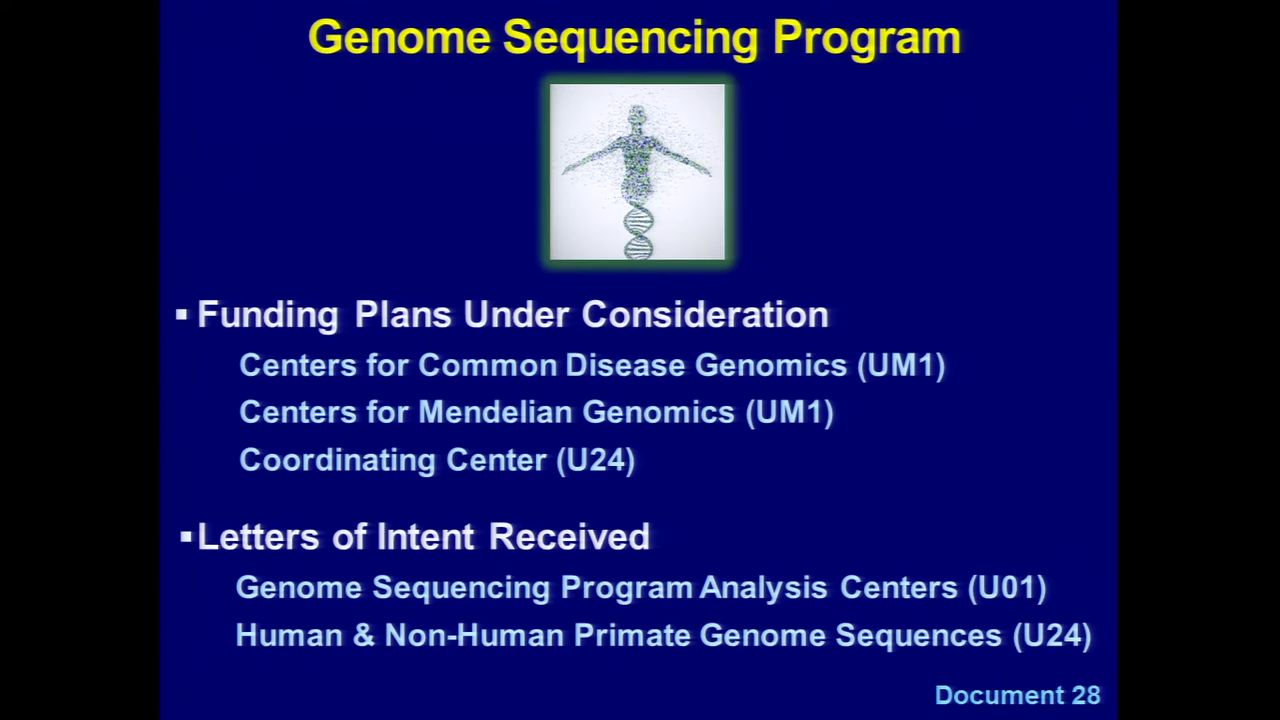 Genome Sequencing Program
▪ Funding Plans Under Consideration
Centers for Common Disease Genomics (UM1)
Centers for Mendelian Genomics (UM1)
Coordinating Center (U24)
▪ Letters of Intent Received
Genome Sequencing Program Analysis Centers (U01)
Human & Non-Human Primate Genome Sequences (U24)
Document 28